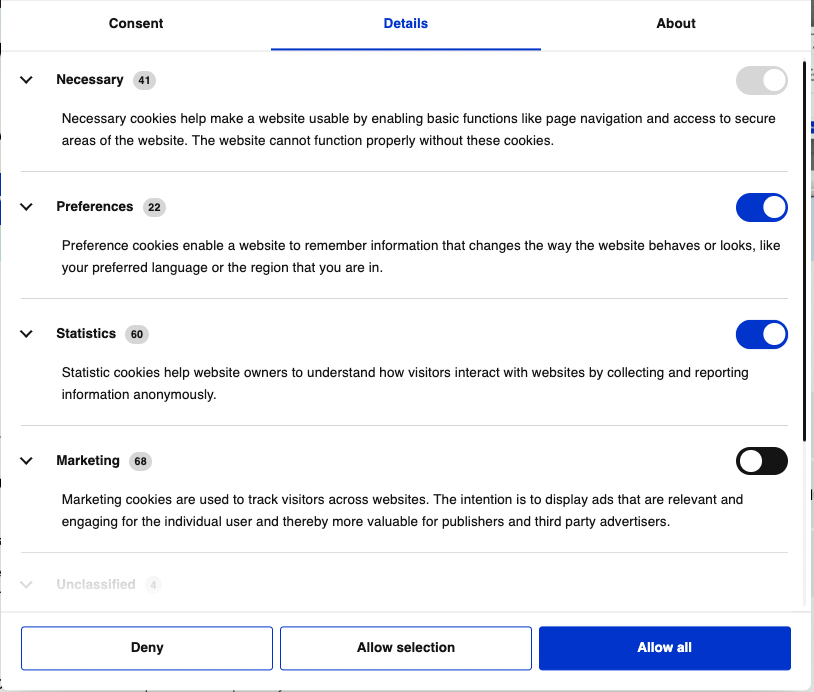 Consent Details About
Necessary 41
Necessary cookies help make a website usable by enabling basic functions like page navigation and access to secure
areas of the website. The website cannot function properly without these cookies.
Preferences 22
Preference cookies enable a website to remember information that changes the way the website behaves or looks, like
your preferred language or the region that you are in.
Statistics 60
Statistic cookies help website owners to understand how visitors interact with websites by collecting and reporting
information anonymously.
Marketing 68
Marketing cookies are used to track visitors across websites. The intention is to display ads that are relevant and
engaging for the individual user and thereby more valuable for publishers and third party advertisers.
Unclassified 4
Deny Allow selection Allow all